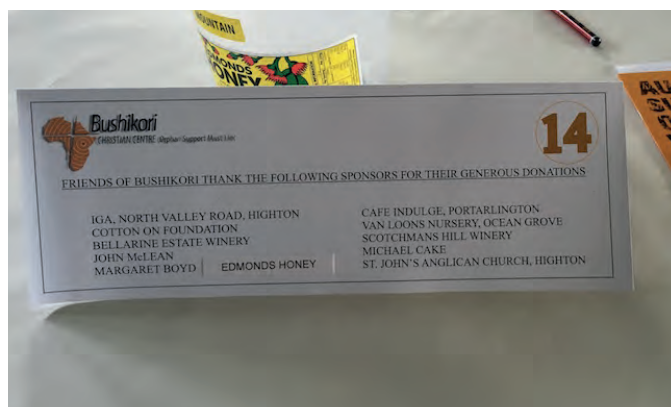 MOUNTAIN
EDMONDS
HONEY
Bushikori
CHRISTIAN CENTRE
14
FRIENDS OF BUSHIKORI THANK THE FOLLOWING SPONSORS FOR THEIR GENEROUS DONATIONS
IGA, NORTH VALLEY ROAD, HIGHTON
COTTON ON FOUNDATION
BELLARINE ESTATE WINERY
JOHN McLEAN
MARGARET BOYD
EDMONDS HONEY
CAFE INDULGE, PORTARLINGTON
VAN LOONS NURSERY, OCEAN GROVE
SCOTCHMANS HILL WINERY
MICHAEL CAKE
ST. JOHN'S ANGLICAN CHURCH, HIGHTON